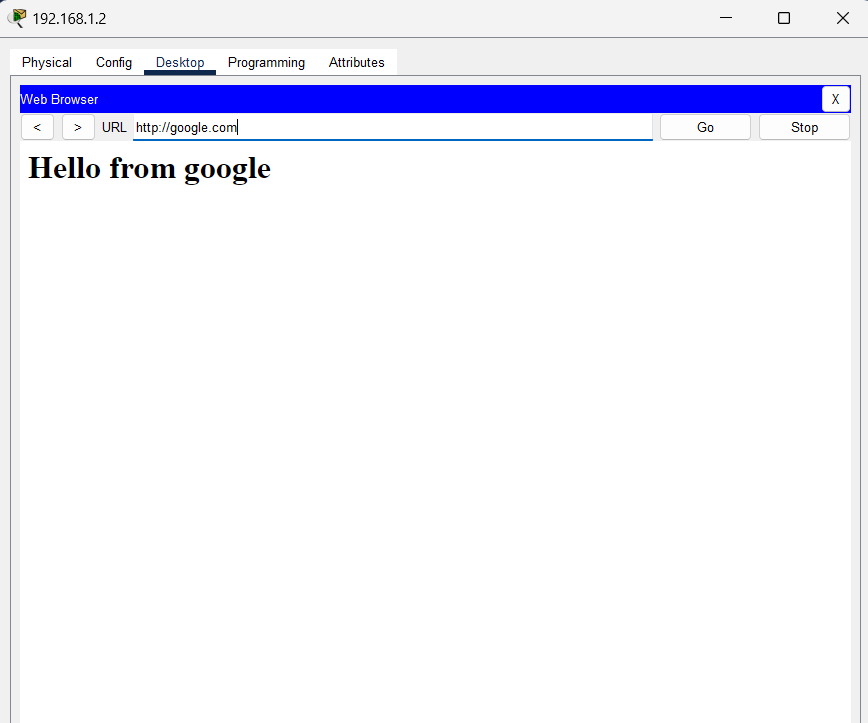 192.168.1.2
Physical Config Desktop Programming Attributes
Web Browser X
< > URL http://google.com Go Stop
Hello from google